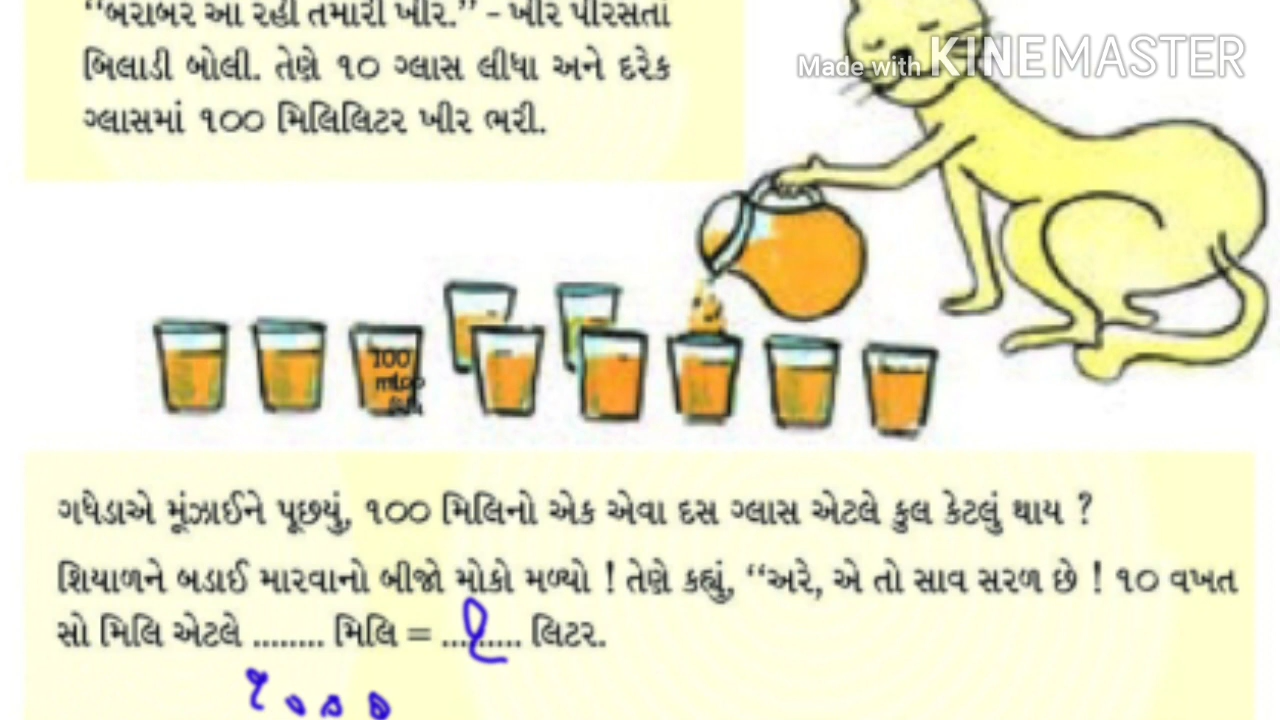 “બરાબર આ રહી તમારી ખીર.” - ખીર પીરસતાં
બિલાડી બોલી. તેણે ૧૦ ગ્લાસ લીધા અને દરેક
ગ્લાસમાં ૧૦૦ મિલિલિટર ખીર ભરી.
Made with KINEMASTER
100
ગધેડાએ મૂંઝાઈને પૂછ્યું, ૧૦૦ મિલિનો એક એવા દસ ગ્લાસ એટલે કુલ કેટલું થાય ?
શિયાળને બડાઈ મારવાનો બીજો મોકો મળ્યો ! તેણે કહ્યું, “અરે, એ તો સાવ સરળ છે ! ૧૦ વખત
સો મિલિ એટલે ........ મિલિ = ....૧.... લિટર.
૧૦૦૦